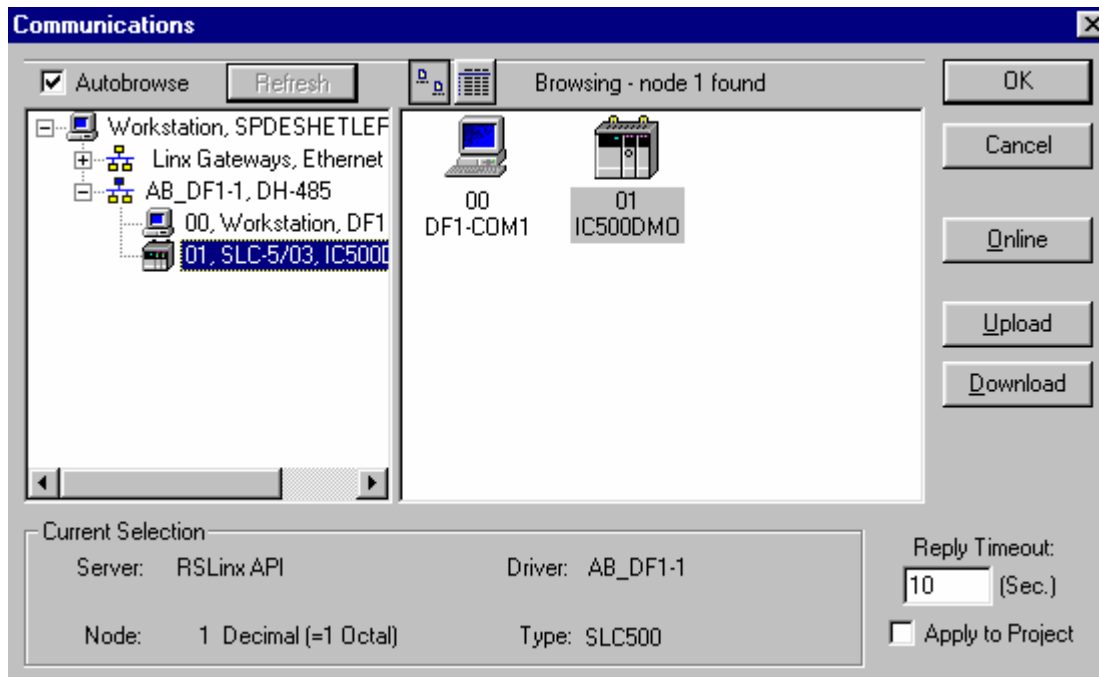 Communications
Autobrowse
Refresh
Browsing - node 1 found
Workstation, SPDESHETLEF
Linx Gateways, Ethernet
AB_DF1-1, DH-485
00, Workstation, DF1
01, SLC-5/03, IC500D
00
DF1-COM1
01
IC500DMO
OK
Cancel
Online
Upload
Download
Current Selection
Server: RSLinx API
Driver: AB_DF1-1
Node: 1 Decimal (=1 Octal)
Type: SLC500
Reply Timeout:
10 (Sec.)
Apply to Project